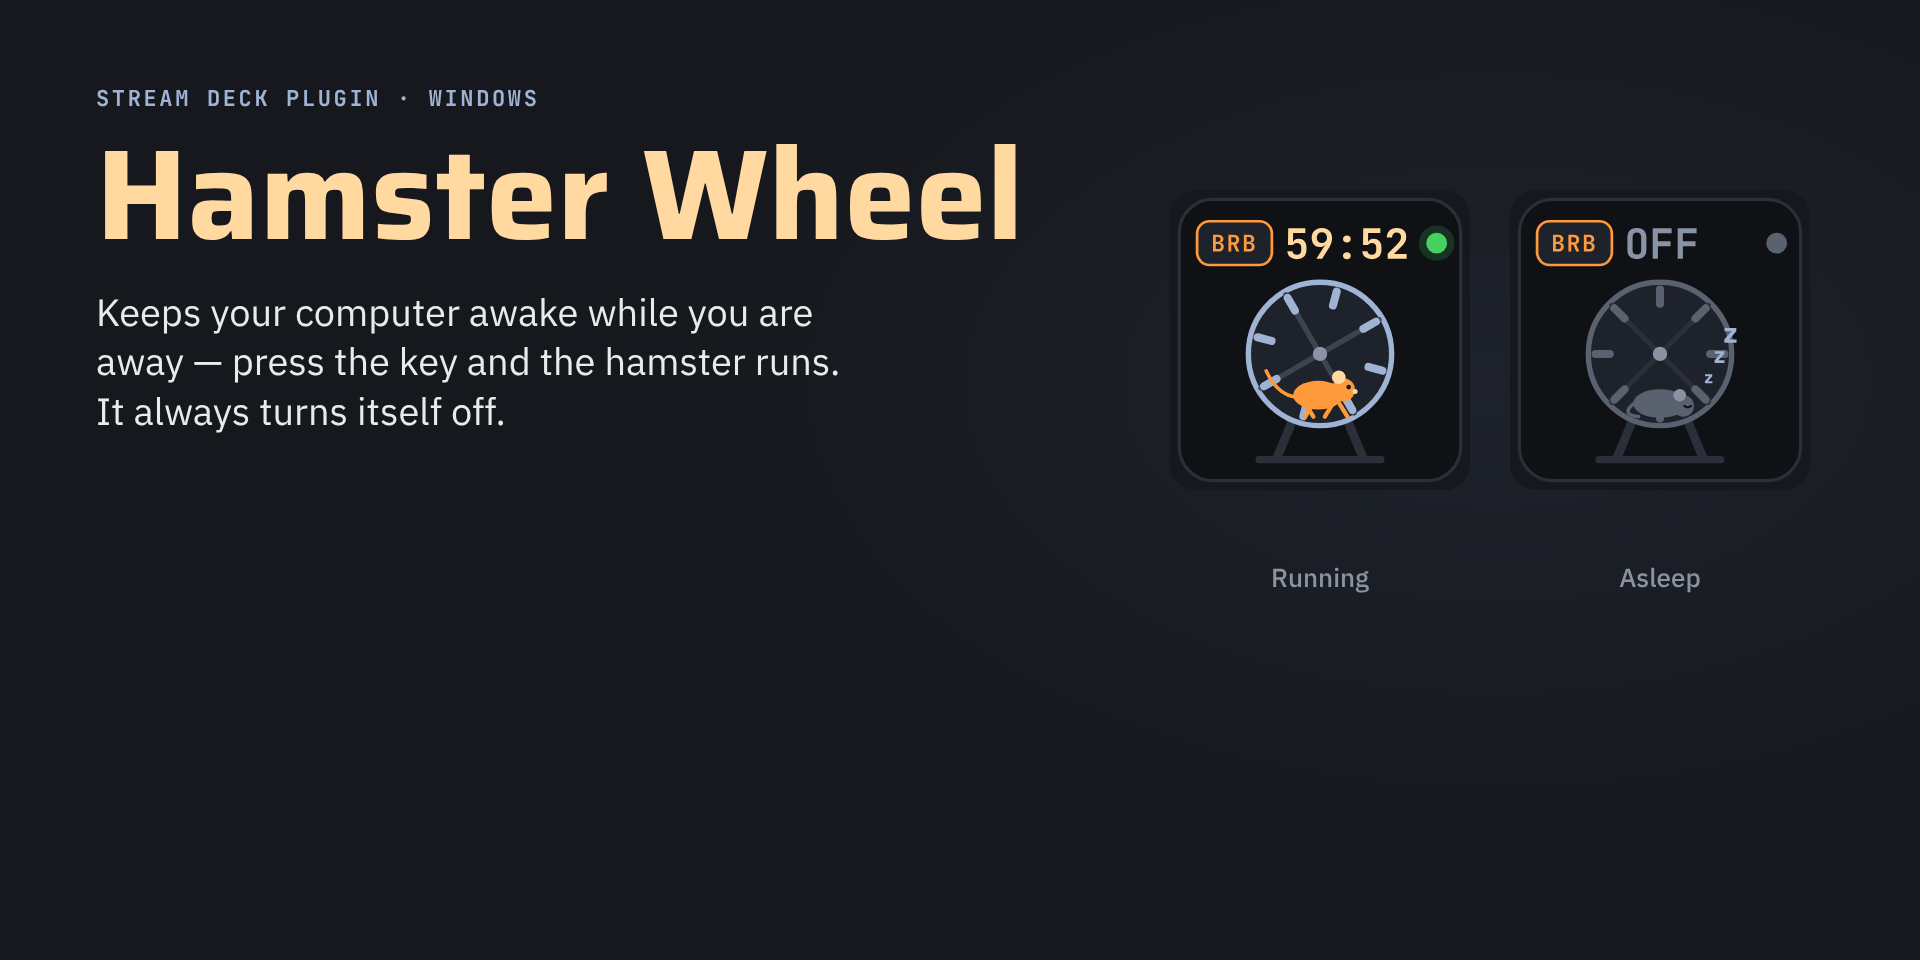 STREAM DECK PLUGIN · WINDOWS
Hamster Wheel
Keeps your computer awake while you are
away — press the key and the hamster runs.
It always turns itself off.
BRB 59:52
BRB OFF
z
z
z
Running
Asleep